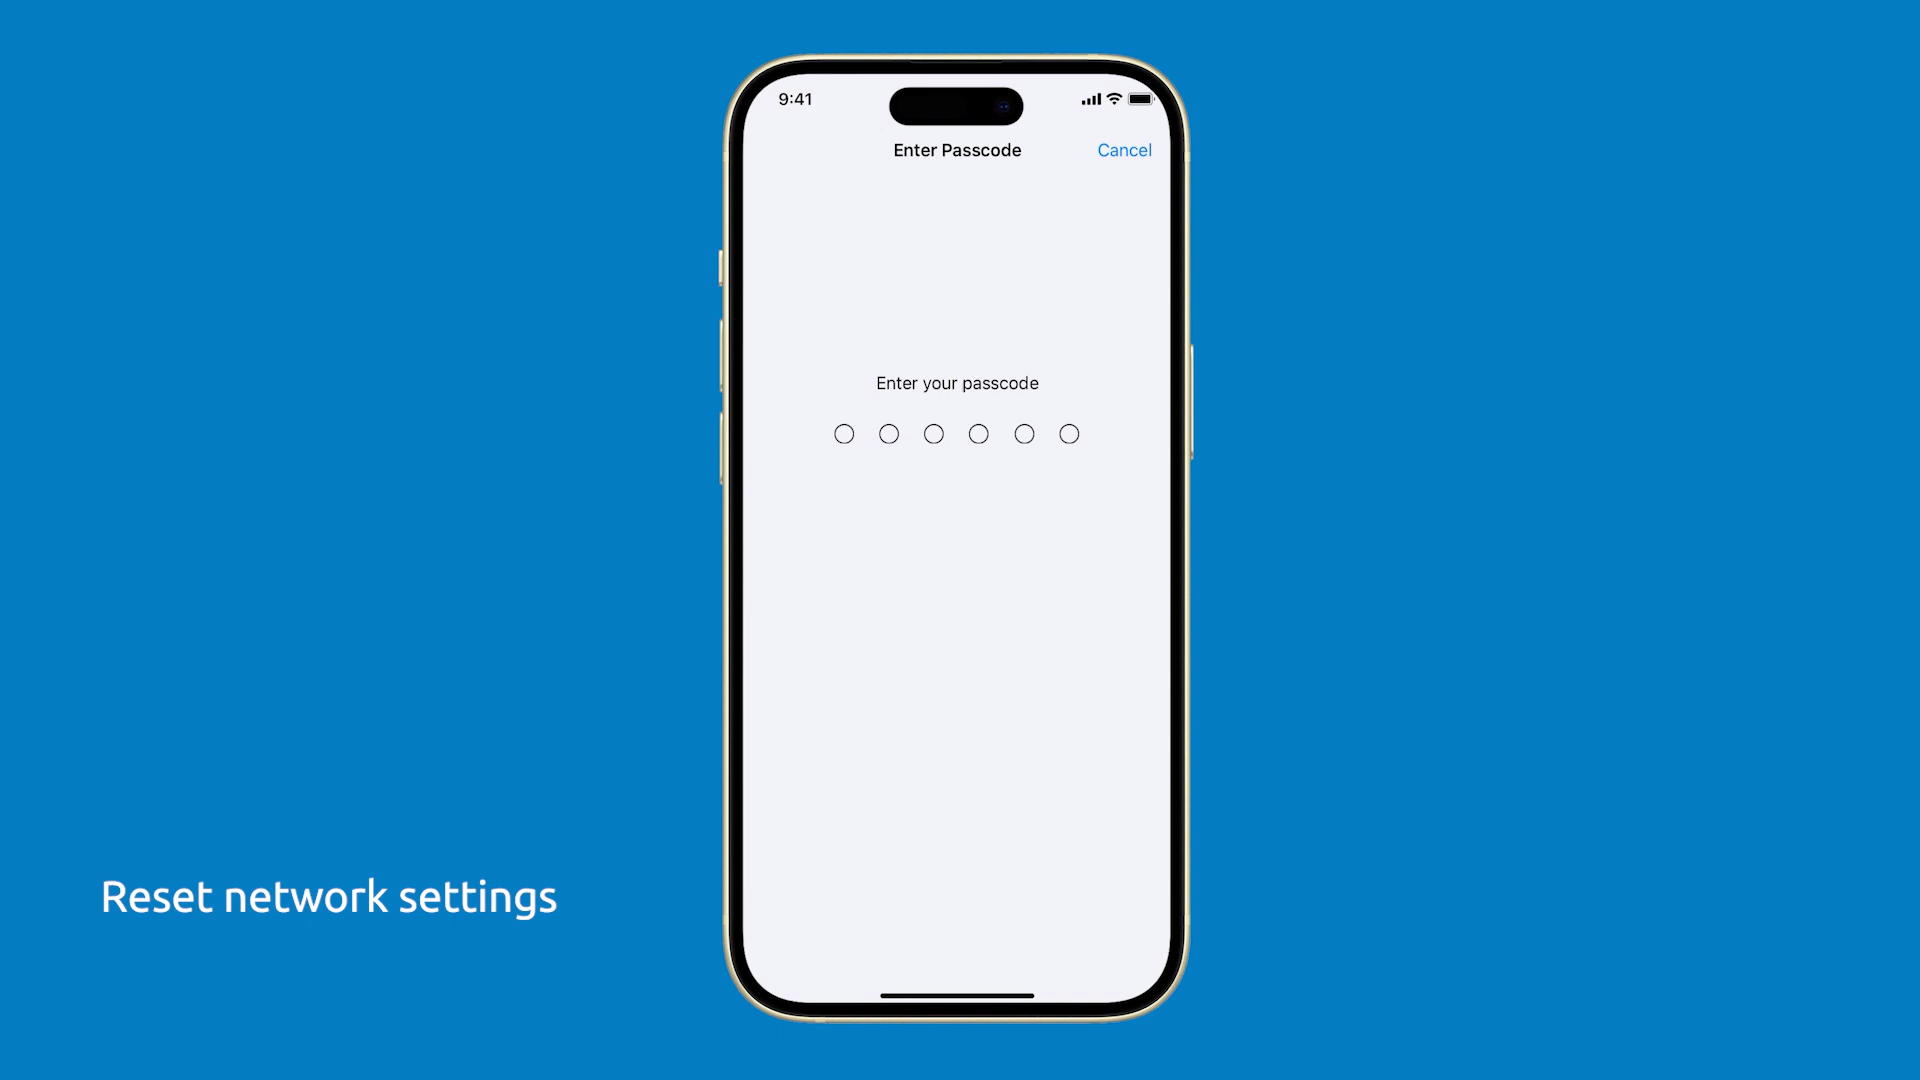 9:41
Enter Passcode
Cancel
Enter your passcode
Reset network settings